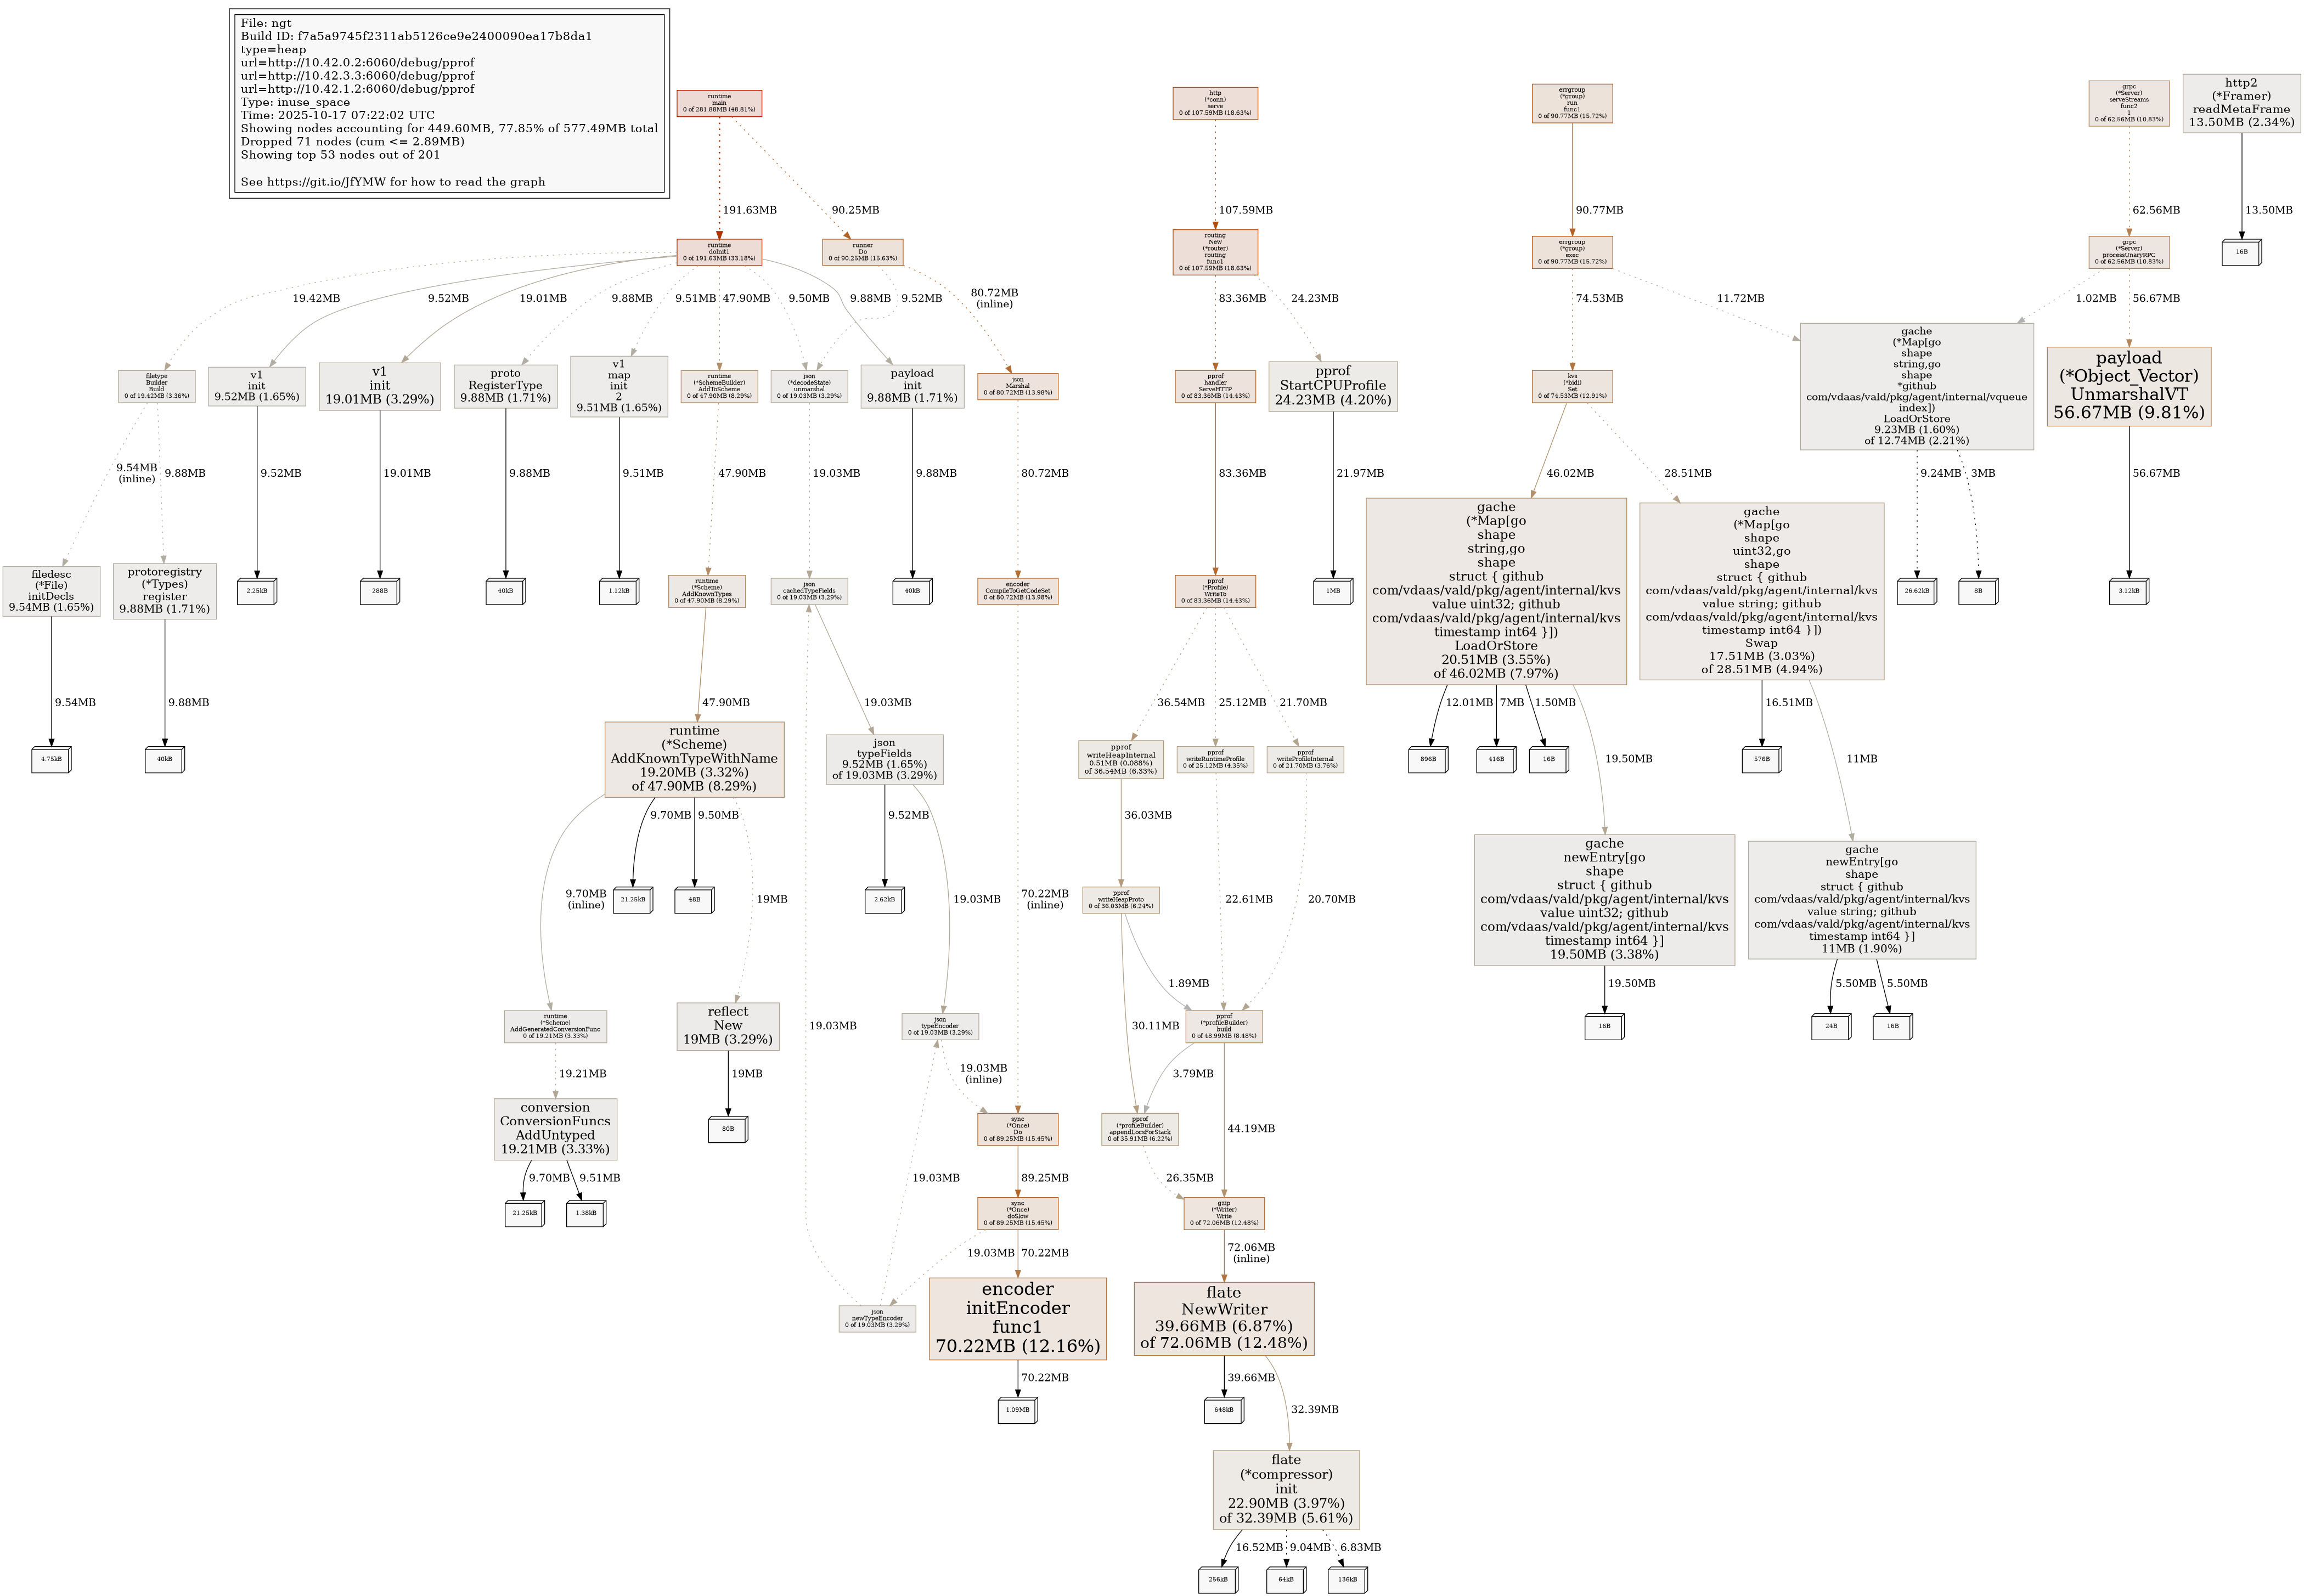 File: ngt
Build ID: f7a5a9745f2311ab5126ce9e2400090ea17b8da1
type=heap
url=http://10.42.0.2:6060/debug/pprof
url=http://10.42.3.3:6060/debug/pprof
url=http://10.42.1.2:6060/debug/pprof
Type: inuse_space
Time: 2025-10-17 07:22:02 UTC
Showing nodes accounting for 449.60MB, 77.85% of 577.49MB total
Dropped 71 nodes (cum <= 2.89MB)
Showing top 53 nodes out of 201
See https://git.io/JfYMW for how to read the graph
runtime
main
0 of 281.88MB (48.81%)
http
(*conn)
serve
0 of 107.59MB (18.63%)
errgroup
(*group)
run
func1
0 of 90.77MB (15.72%)
grpc
(*Server)
serveStreams
func2
1
0 of 62.56MB (10.83%)
http2
(*Framer)
readMetaFrame
13.50MB (2.34%)
191.63MB
90.25MB
107.59MB
90.77MB
62.56MB
13.50MB
runtime
doInit1
0 of 191.63MB (33.18%)
runner
Do
0 of 90.25MB (15.63%)
routing
New
(*router)
routing
func1
0 of 107.59MB (18.63%)
errgroup
(*group)
exec
0 of 90.77MB (15.72%)
grpc
(*Server)
processUnaryRPC
0 of 62.56MB (10.83%)
16B
19.42MB
9.52MB
19.01MB
9.88MB
9.51MB
47.90MB
9.50MB
9.88MB
9.52MB
80.72MB
(inline)
83.36MB
24.23MB
74.53MB
11.72MB
1.02MB
56.67MB
filetype
Builder
Build
0 of 19.42MB (3.36%)
v1
init
9.52MB (1.65%)
v1
init
19.01MB (3.29%)
proto
RegisterType
9.88MB (1.71%)
v1
map
init
2
9.51MB (1.65%)
runtime
(*SchemeBuilder)
AddToScheme
0 of 47.90MB (8.29%)
json
(*decodeState)
unmarshal
0 of 19.03MB (3.29%)
payload
init
9.88MB (1.71%)
json
Marshal
0 of 80.72MB (13.98%)
pprof
handler
ServeHTTP
0 of 83.36MB (14.43%)
pprof
StartCPUProfile
24.23MB (4.20%)
kvs
(*bidi)
Set
0 of 74.53MB (12.91%)
gache
(*Map[go
shape
string,go
shape
*github
com/vdaas/vald/pkg/agent/internal/vqueue
index])
LoadOrStore
9.23MB (1.60%)
of 12.74MB (2.21%)
payload
(*Object_Vector)
UnmarshalVT
56.67MB (9.81%)
9.54MB
(inline)
9.88MB
9.52MB
19.01MB
9.88MB
9.51MB
47.90MB
19.03MB
9.88MB
80.72MB
83.36MB
21.97MB
46.02MB
28.51MB
9.24MB
3MB
56.67MB
filedesc
(*File)
initDecls
9.54MB (1.65%)
protoregistry
(*Types)
register
9.88MB (1.71%)
2.25kB
288B
40kB
1.12kB
runtime
(*Scheme)
AddKnownTypes
0 of 47.90MB (8.29%)
json
cachedTypeFields
0 of 19.03MB (3.29%)
40kB
encoder
CompileToGetCodeSet
0 of 80.72MB (13.98%)
pprof
(*Profile)
WriteTo
0 of 83.36MB (14.43%)
1MB
gache
(*Map[go
shape
string,go
shape
struct { github
com/vdaas/vald/pkg/agent/internal/kvs
value uint32; github
com/vdaas/vald/pkg/agent/internal/kvs
timestamp int64 }])
LoadOrStore
20.51MB (3.55%)
of 46.02MB (7.97%)
gache
(*Map[go
shape
uint32,go
shape
struct { github
com/vdaas/vald/pkg/agent/internal/kvs
value string; github
com/vdaas/vald/pkg/agent/internal/kvs
timestamp int64 }])
Swap
17.51MB (3.03%)
of 28.51MB (4.94%)
26.62kB
8B
3.12kB
9.54MB
9.88MB
47.90MB
19.03MB
36.54MB
25.12MB
21.70MB
12.01MB
7MB
1.50MB
19.50MB
16.51MB
11MB
4.75kB
40kB
runtime
(*Scheme)
AddKnownTypeWithName
19.20MB (3.32%)
of 47.90MB (8.29%)
json
typeFields
9.52MB (1.65%)
of 19.03MB (3.29%)
pprof
writeHeapInternal
0.51MB (0.088%)
of 36.54MB (6.33%)
pprof
writeRuntimeProfile
0 of 25.12MB (4.35%)
pprof
writeProfileInternal
0 of 21.70MB (3.76%)
896B
416B
16B
576B
9.70MB
(inline)
9.70MB
9.50MB
19MB
9.52MB
19.03MB
70.22MB
(inline)
36.03MB
22.61MB
20.70MB
21.25kB
48B
2.62kB
pprof
writeHeapProto
0 of 36.03MB (6.24%)
gache
newEntry[go
shape
struct { github
com/vdaas/vald/pkg/agent/internal/kvs
value uint32; github
com/vdaas/vald/pkg/agent/internal/kvs
timestamp int64 }]
19.50MB (3.38%)
gache
newEntry[go
shape
struct { github
com/vdaas/vald/pkg/agent/internal/kvs
value string; github
com/vdaas/vald/pkg/agent/internal/kvs
timestamp int64 }]
11MB (1.90%)
30.11MB
1.89MB
19.50MB
5.50MB
5.50MB
runtime
(*Scheme)
AddGeneratedConversionFunc
0 of 19.21MB (3.33%)
reflect
New
19MB (3.29%)
19.03MB
json
typeEncoder
0 of 19.03MB (3.29%)
pprof
(*profileBuilder)
build
0 of 48.99MB (8.48%)
16B
24B
16B
19.21MB
19MB
19.03MB
(inline)
3.79MB
44.19MB
conversion
ConversionFuncs
AddUntyped
19.21MB (3.33%)
80B
sync
(*Once)
Do
0 of 89.25MB (15.45%)
pprof
(*profileBuilder)
appendLocsForStack
0 of 35.91MB (6.22%)
9.70MB
9.51MB
19.03MB
89.25MB
26.35MB
21.25kB
1.38kB
sync
(*Once)
doSlow
0 of 89.25MB (15.45%)
gzip
(*Writer)
Write
0 of 72.06MB (12.48%)
19.03MB
70.22MB
72.06MB
(inline)
json
newTypeEncoder
0 of 19.03MB (3.29%)
encoder
initEncoder
func1
70.22MB (12.16%)
flate
NewWriter
39.66MB (6.87%)
of 72.06MB (12.48%)
70.22MB
39.66MB
32.39MB
1.09MB
648kB
flate
(*compressor)
init
22.90MB (3.97%)
of 32.39MB (5.61%)
16.52MB
9.04MB
6.83MB
256kB
64kB
136kB